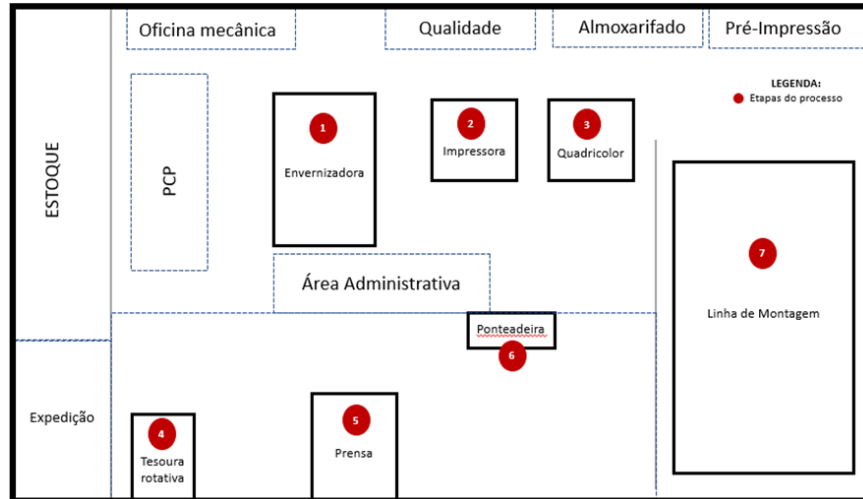 Oficina mecânica
Qualidade
Almoxarifado
Pré-Impressão
LEGENDA:
Etapas do processo
ESTOQUE
PCP
1
Envernizadora
2
Impressora
3
Quadricolor
7
Linha de Montagem
Área Administrativa
Ponteadeira
6
Expedição
4
Tesoura
rotativa
5
Prensa